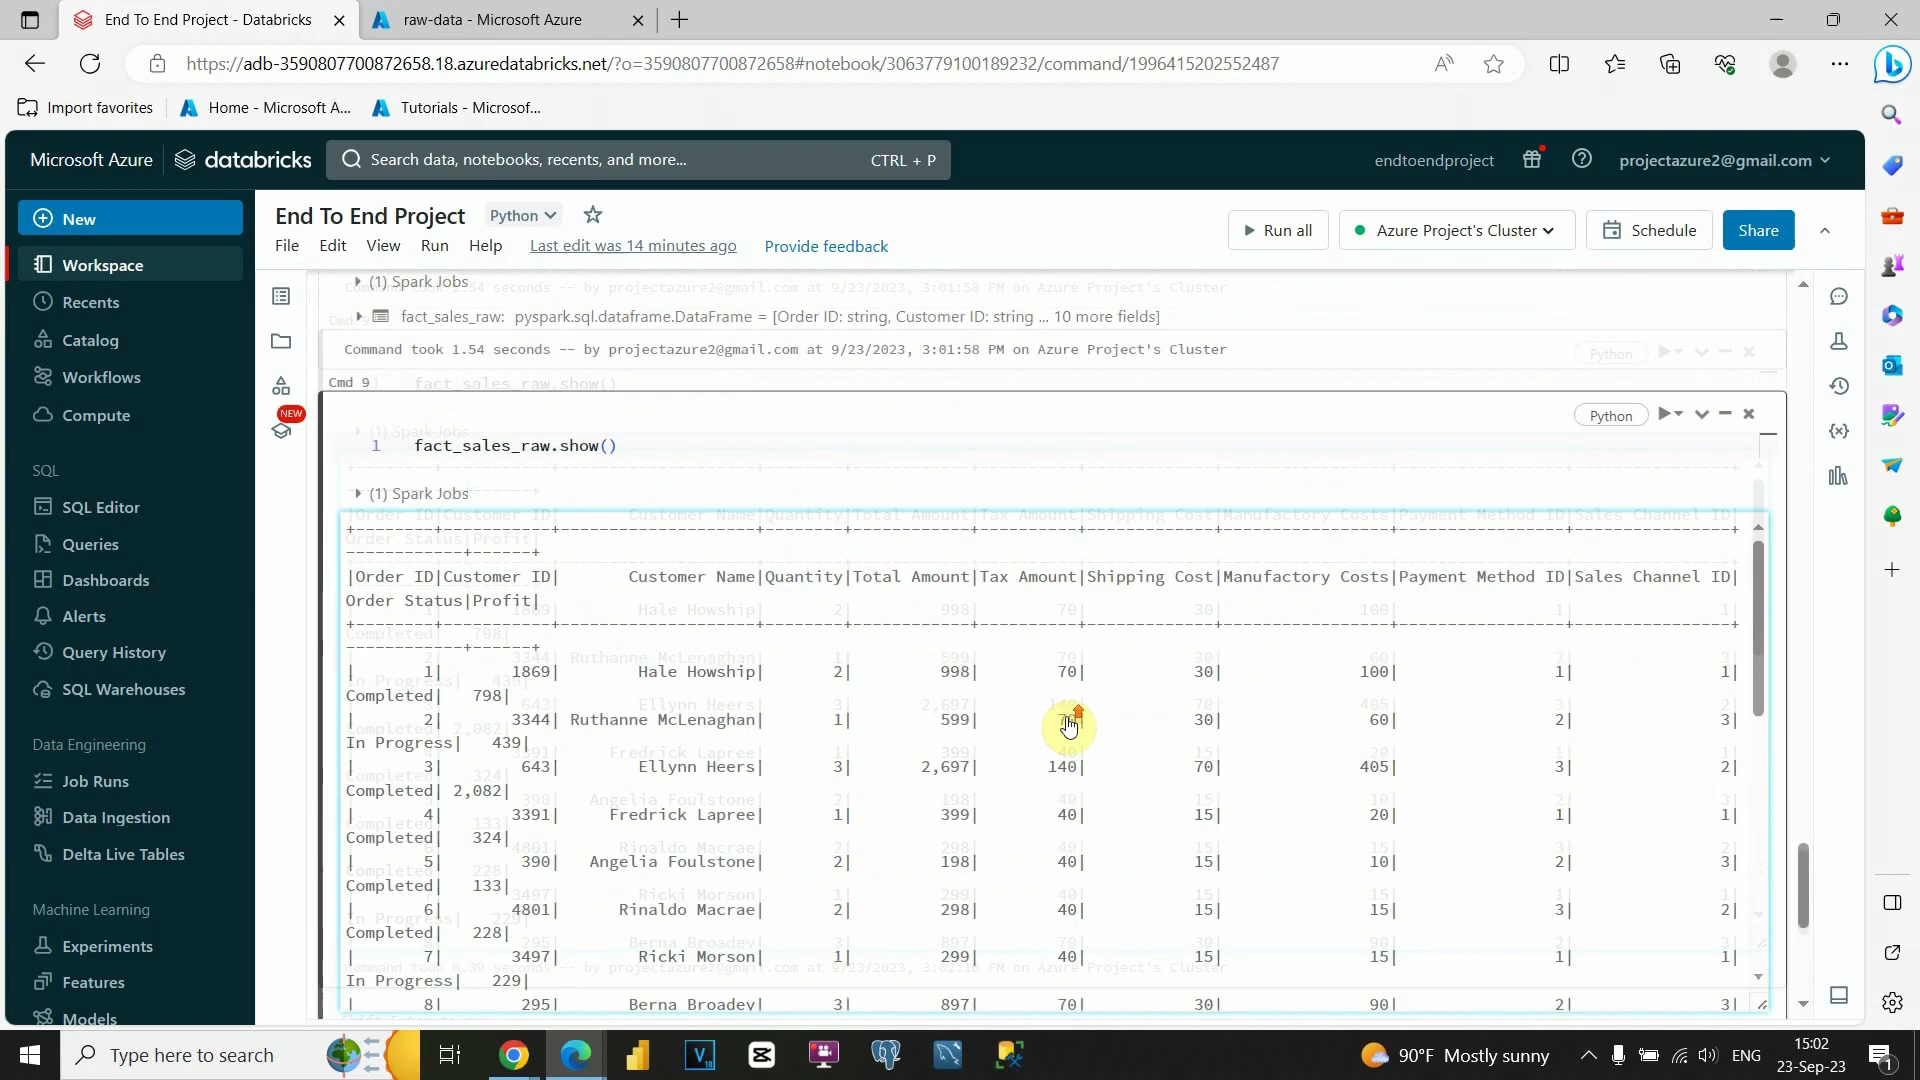 End To End Project - Databricks
raw-data - Microsoft Azure
https://adb-3590807700872658.18.azuredatabricks.net/?o=3590807700872658#notebook/3063779100189232/command/1996415202552487
Import favorites
Home - Microsoft A...
Tutorials - Microsof...
Microsoft Azure
databricks
Search data, notebooks, recents, and more...
CTRL + P
endtoendproject
projectazure2@gmail.com
New
Workspace
Recents
Catalog
Workflows
Compute
SQL
SQL Editor
Queries
Dashboards
Alerts
Query History
SQL Warehouses
Data Engineering
Job Runs
Data Ingestion
Delta Live Tables
Machine Learning
Experiments
Features
Models
End To End Project
Python
File Edit View Run Help Last edit was 14 minutes ago Provide feedback
Run all
Azure Project's Cluster
Schedule
Share
NEW
(1) Spark Jobs
fact_sales_raw: pyspark.sql.dataframe.DataFrame = [Order ID: string, Customer ID: string ... 10 more fields]
Command took 1.54 seconds -- by projectazure2@gmail.com at 9/23/2023, 3:01:58 PM on Azure Project's Cluster
Cmd 9
Python
1 fact_sales_raw.show()
(1) Spark Jobs
|Order ID|Customer ID| Customer Name|Quantity|Total Amount|Tax Amount|Shipping Cost|Manufactory Costs|Payment Method ID|Sales Channel ID|
Order Status|Profit|
| 1| 1869| Hale Howship| 2| 998| 70| 30| 100| 1| 1|
Completed| 798|
| 2| 3344| Ruthanne McLenaghan| 1| 599| 70| 30| 60| 2| 3|
In Progress| 439|
| 3| 643| Ellynn Heers| 3| 2,697| 140| 70| 405| 3| 2|
Completed| 2,082|
| 4| 3391| Fredrick Lapree| 1| 399| 40| 15| 20| 1| 1|
Completed| 324|
| 5| 390| Angelia Foulstone| 2| 198| 40| 15| 10| 2| 3|
Completed| 133|
| 6| 4801| Rinaldo Macrae| 2| 298| 40| 15| 15| 3| 2|
Completed| 228|
| 7| 3497| Ricki Morson| 1| 299| 40| 15| 15| 1| 1|
In Progress| 229|
| 8| 295| Berna Broadey| 3| 897| 70| 30| 90| 2| 3|
Type here to search
90°F Mostly sunny
ENG
15:02
23-Sep-23
1